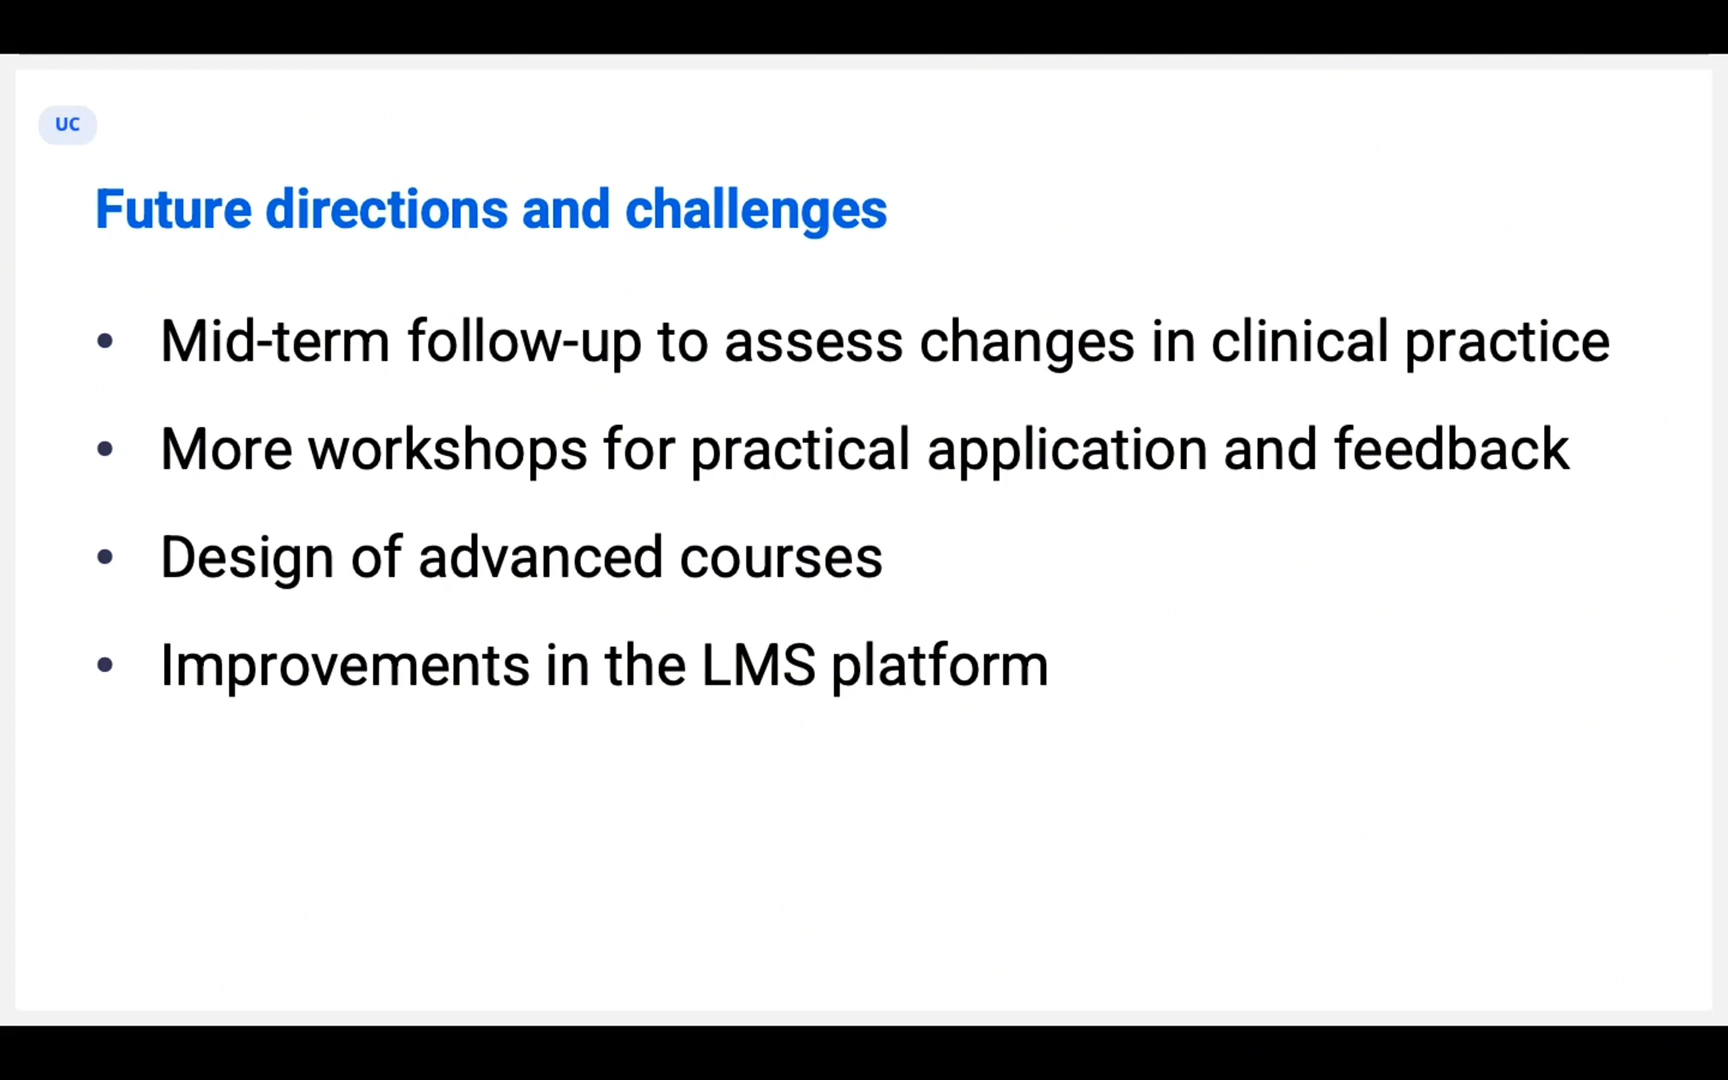 UC
Future directions and challenges
• Mid-term follow-up to assess changes in clinical practice
• More workshops for practical application and feedback
• Design of advanced courses
• Improvements in the LMS platform